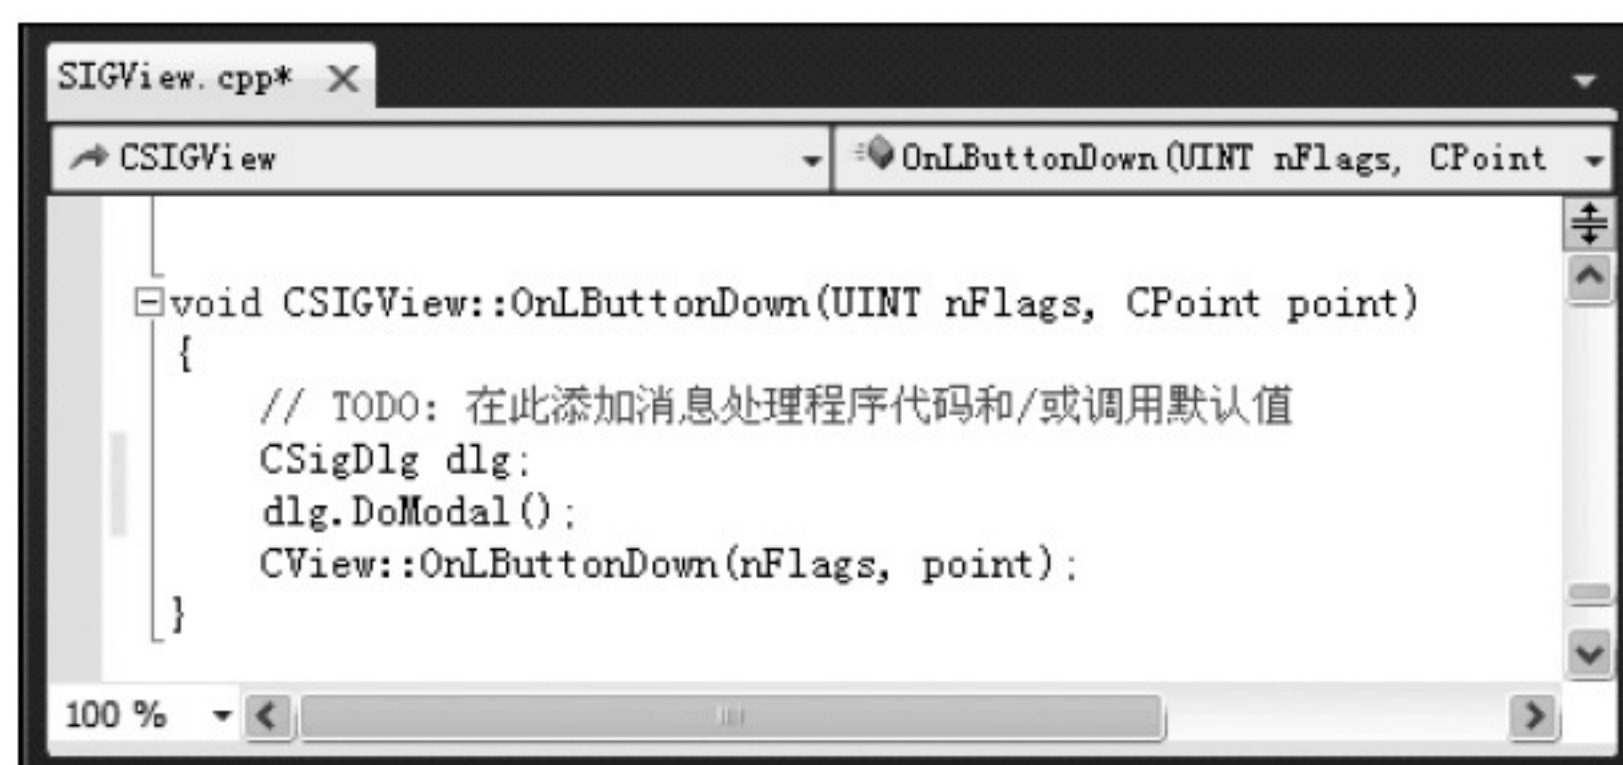 SIGView.cpp*
CSIGView
OnLButtonDown(UINT nFlags, CPoint
void CSIGView::OnLButtonDown(UINT nFlags, CPoint point)
{
// TODO: 在此添加消息处理程序代码和/或调用默认值
CSigDlg dlg;
dlg.DoModal();
CView::OnLButtonDown(nFlags, point);
}
100 %